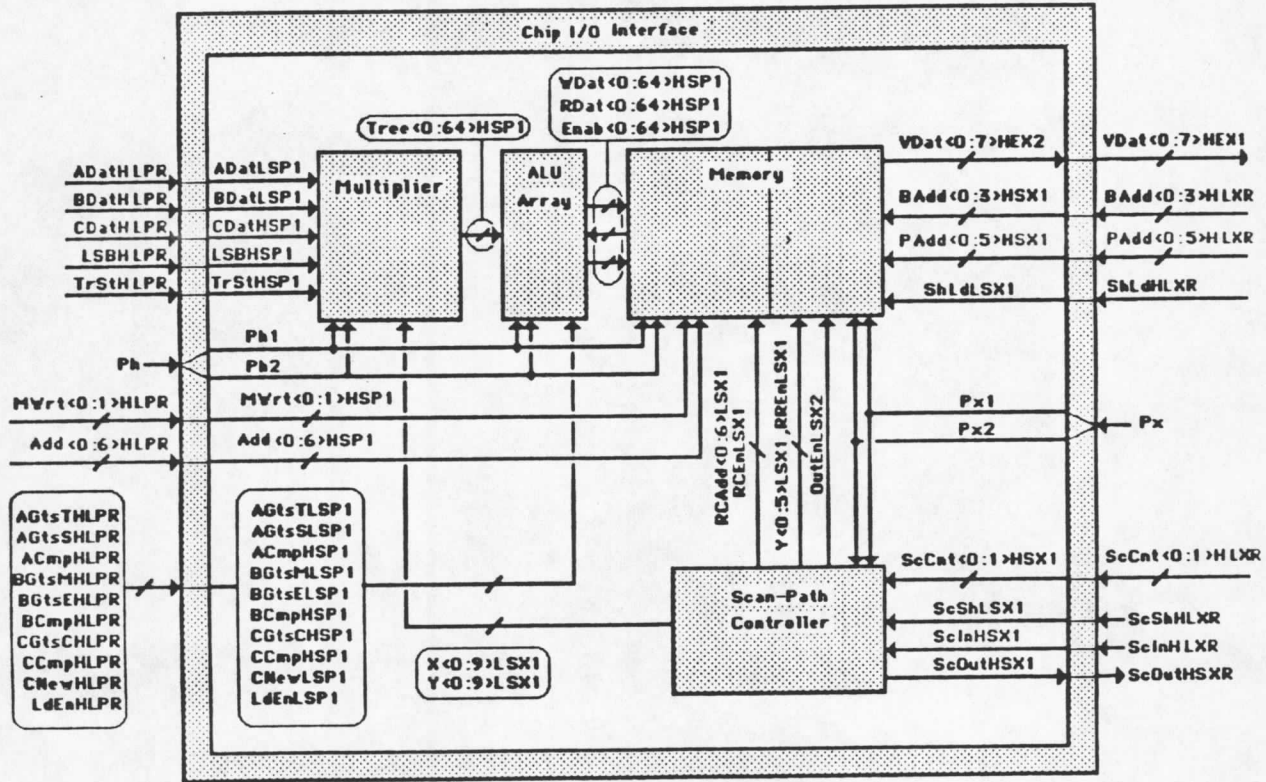 Chip I/O Interface
WDat<0:64>HSP1
RDat<0:64>HSP1
Enab<0:64>HSP1
Tree<0:64>HSP1
Multiplier
ALU
Array
Memory
ADatHLPR
BDatHLPR
CDatHLPR
LSBHLPR
TrStHLPR
ADatLSP1
BDatLSP1
CDatHSP1
LSBHSP1
TrStHSP1
VDat<0:7>HEX2
BAdd<0:3>HSX1
PAdd<0:5>HSX1
ShLdLSX1
VDat<0:7>HEX1
BAdd<0:3>HLXR
PAdd<0:5>HLXR
ShLdHLXR
Ph
Ph1
Ph2
MWrt<0:1>HLPR
MWrt<0:1>HSP1
Add<0:6>HLPR
Add<0:6>HSP1
RCAdd<0:6>LSX1
RCEnLSX1
Y<0:5>LSX1,RREnLSX1
OutEnLSX2
Px1
Px2
Px
AGtsTHLPR
AGtsSHLPR
ACmpHLPR
BGtsMHLPR
BGtsEHLPR
BCmpHLPR
CGtsCHLPR
CCmpHLPR
CNewHLPR
LdEnHLPR
AGtsTLSP1
AGtsSLSP1
ACmpHSP1
BGtsMLSP1
BGtsELSP1
BCmpHSP1
CGtsCHSP1
CCmpHSP1
CNewLSP1
LdEnLSP1
X<0:9>LSX1
Y<0:9>LSX1
Scan-Path
Controller
ScCnt<0:1>HSX1
ScShLSX1
ScInHSX1
ScOutHSX1
ScCnt<0:1>HLXR
ScShHLXR
ScInHLXR
ScOutHSXR